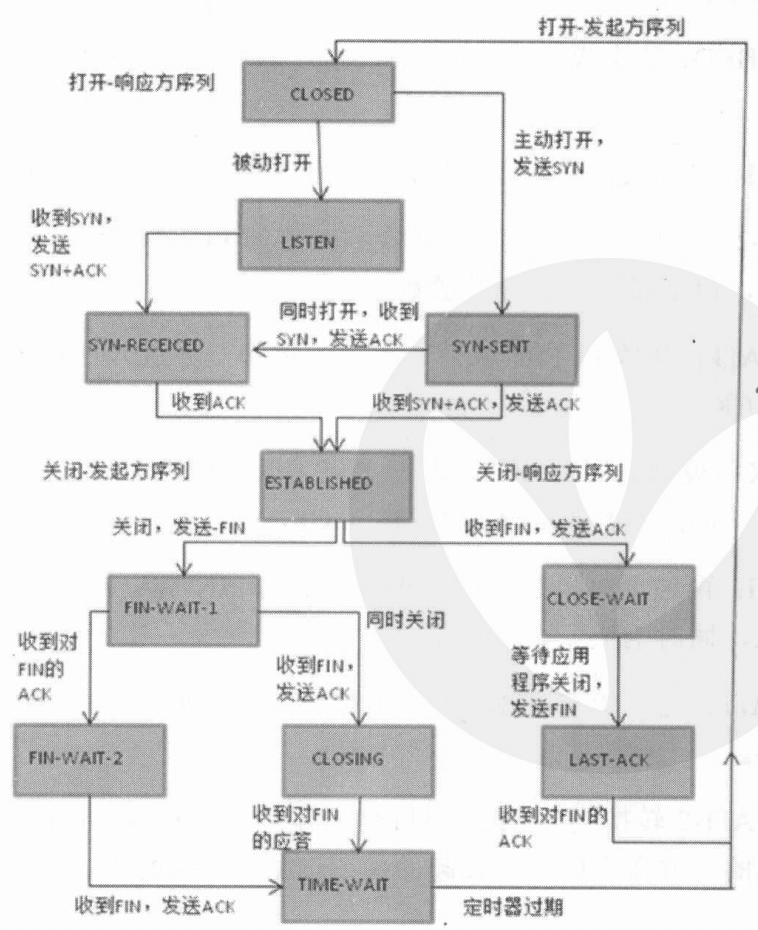 打开-发起方序列
打开-响应方序列
CLOSED
主动打开，
发送SYN
被动打开
收到SYN，
发送
SYN+ACK
LISTEN
同时打开，收到
SYN，发送ACK
SYN-RECEICED
SYN-SENT
收到ACK
收到SYN+ACK，发送ACK
关闭-发起方序列
ESTABLISHED
关闭-响应方序列
关闭，发送-FIN
收到FIN，发送ACK
FIN-WAIT-1
CLOSE-WAIT
同时关闭
收到对
FIN的
ACK
收到FIN，
发送ACK
等待应用
程序关闭，
发送FIN
FIN-WAIT-2
CLOSING
LAST-ACK
收到对FIN
的应答
收到对FIN的
ACK
TIME-WAIT
收到FIN，发送ACK
定时器过期